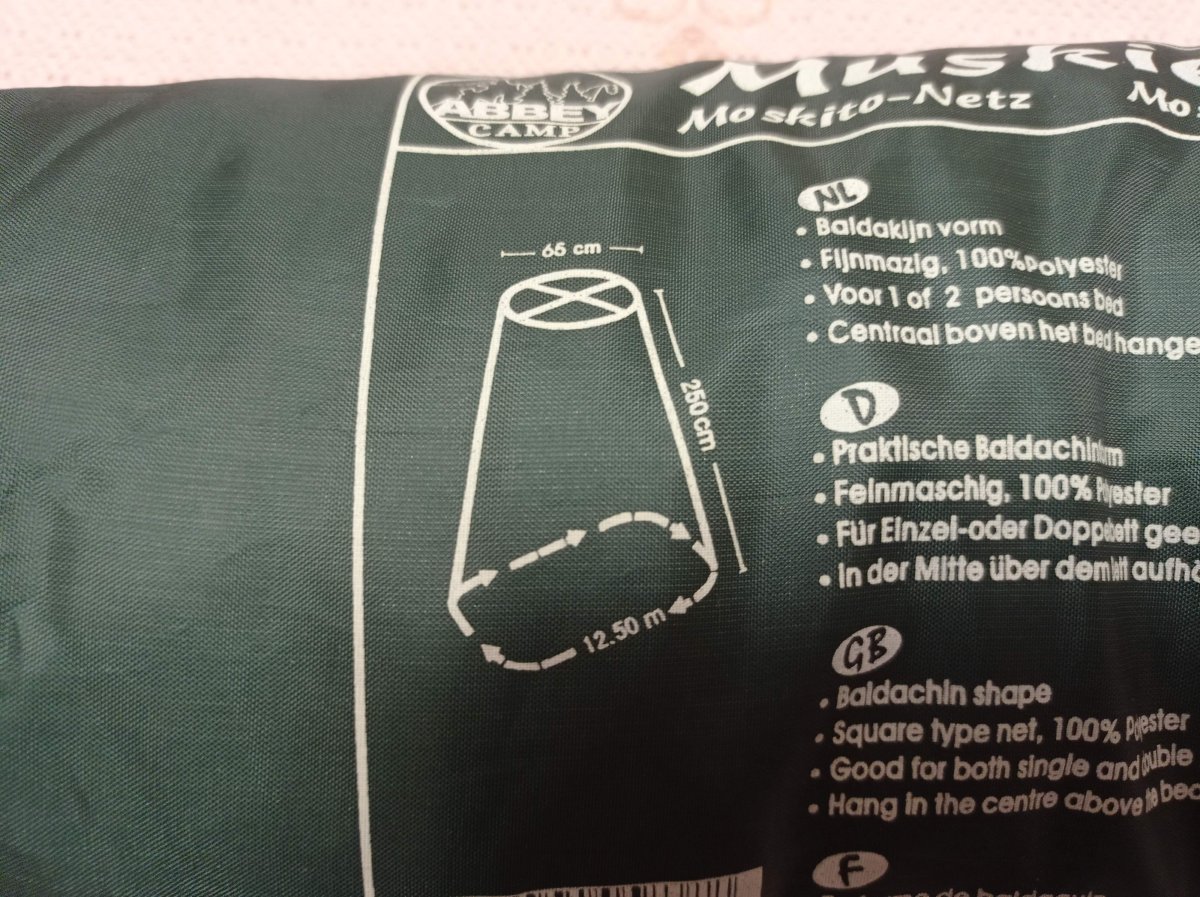 ABBEY
CAMP
Moskito-Netz
65 cm
250 cm
12.50 m
NL
• Baldakijn vorm
• Fijnmazig, 100% Polyester
• Voor 1 of 2 persoons bed
• Centraal boven het bed hange
D
• Praktische Baldachin
• Feinmaschig, 100% Polyester
• Für Einzel-oder Doppelbett gee
• In der Mitte über dem aufhä
GB
• Baldachin shape
• Square type net, 100% Polyester
• Good for both single and double
• Hang in the centre above the bed
F